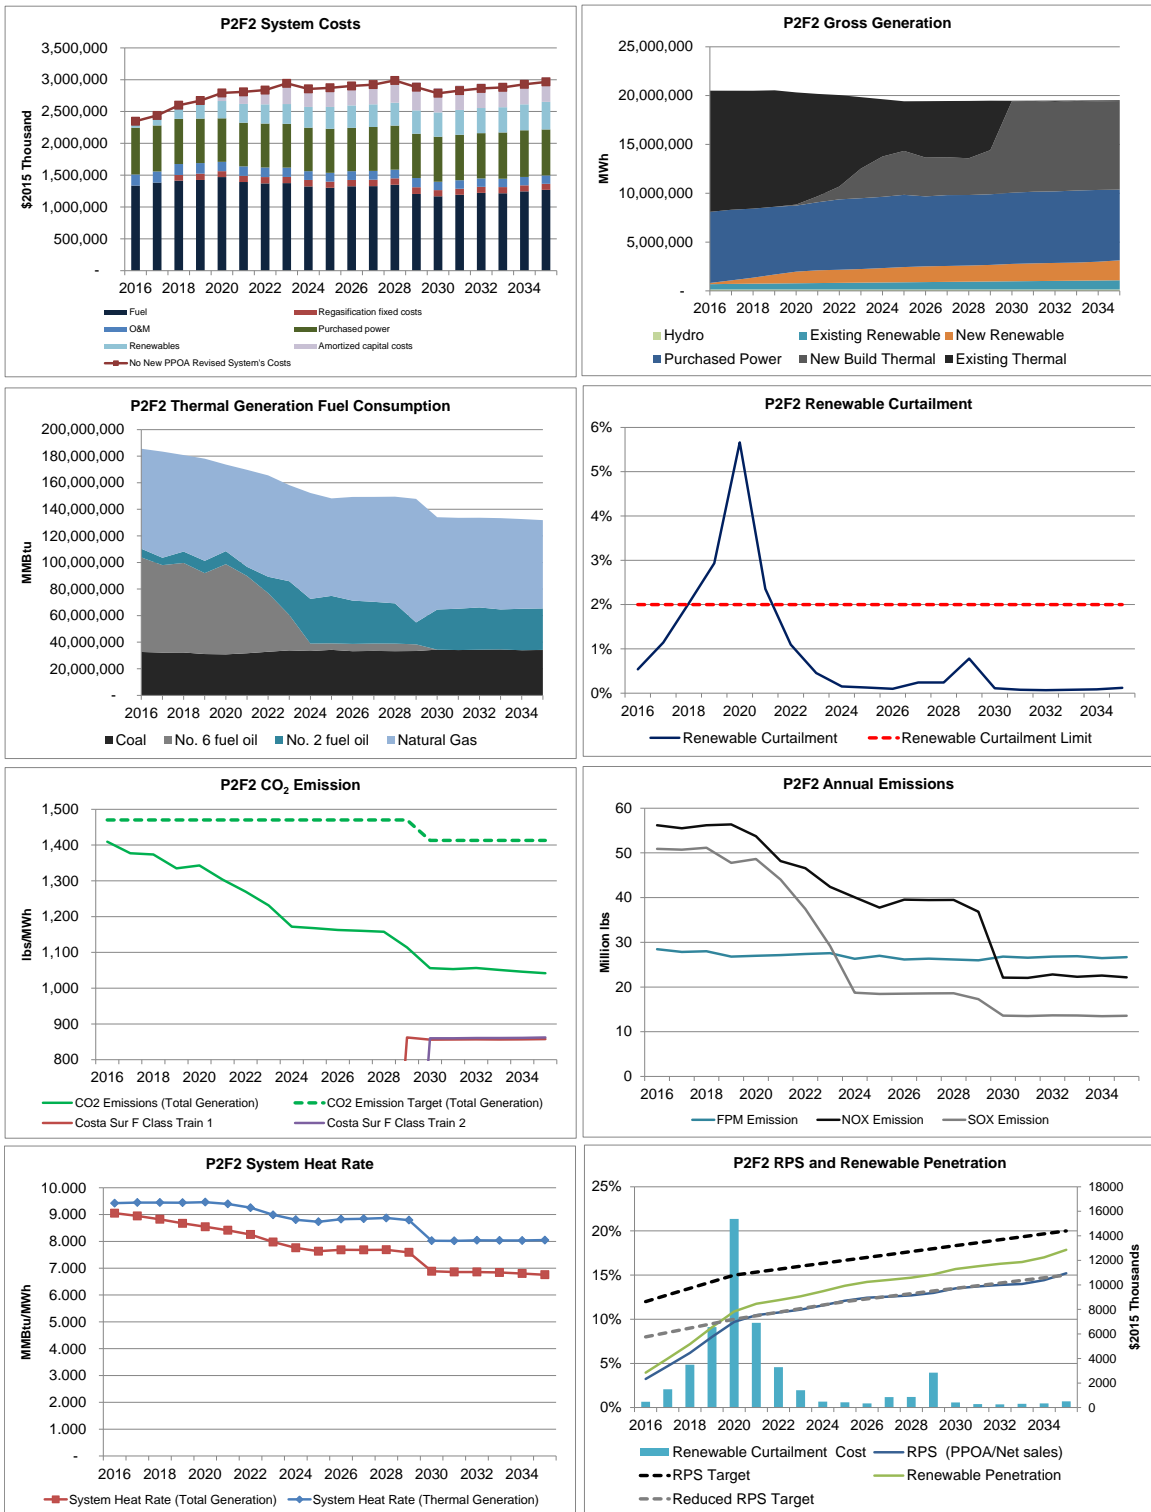 P2F2 System Costs
3,500,000
3,000,000
2,500,000
2,000,000
1,500,000
1,000,000
500,000
-
$2015 Thousand
2016 2018 2020 2022 2024 2026 2028 2030 2032 2034
Fuel
Regasification fixed costs
O&M
Purchased power
Renewables
Amortized capital costs
No New PPOA Revised System's Costs
P2F2 Gross Generation
25,000,000
20,000,000
15,000,000
10,000,000
5,000,000
-
MWh
2016 2018 2020 2022 2024 2026 2028 2030 2032 2034
Hydro
Existing Renewable
New Renewable
Purchased Power
New Build Thermal
Existing Thermal
P2F2 Thermal Generation Fuel Consumption
200,000,000
180,000,000
160,000,000
140,000,000
120,000,000
100,000,000
80,000,000
60,000,000
40,000,000
20,000,000
-
MMBtu
2016 2018 2020 2022 2024 2026 2028 2030 2032 2034
Coal
No. 6 fuel oil
No. 2 fuel oil
Natural Gas
P2F2 Renewable Curtailment
6%
5%
4%
3%
2%
1%
0%
2016 2018 2020 2022 2024 2026 2028 2030 2032 2034
Renewable Curtailment
Renewable Curtailment Limit
P2F2 CO2 Emission
1,500
1,400
1,300
1,200
1,100
1,000
900
800
lbs/MWh
2016 2018 2020 2022 2024 2026 2028 2030 2032 2034
CO2 Emissions (Total Generation)
CO2 Emission Target (Total Generation)
Costa Sur F Class Train 1
Costa Sur F Class Train 2
P2F2 Annual Emissions
60
50
40
30
20
10
0
Million lbs
2016 2018 2020 2022 2024 2026 2028 2030 2032 2034
FPM Emission
NOX Emission
SOX Emission
P2F2 System Heat Rate
10.000
9.000
8.000
7.000
6.000
5.000
4.000
3.000
2.000
1.000
-
MMBtu/MWh
2016 2018 2020 2022 2024 2026 2028 2030 2032 2034
System Heat Rate (Total Generation)
System Heat Rate (Thermal Generation)
P2F2 RPS and Renewable Penetration
25%
20%
15%
10%
5%
0%
18000
16000
14000
12000
10000
8000
6000
4000
2000
0
$2015 Thousands
2016 2018 2020 2022 2024 2026 2028 2030 2032 2034
Renewable Curtailment Cost
RPS (PPOA/Net sales)
RPS Target
Renewable Penetration
Reduced RPS Target